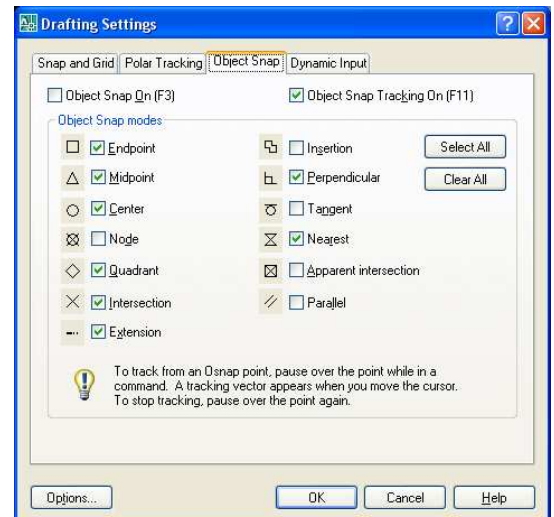 Drafting Settings
Snap and Grid Polar Tracking Object Snap Dynamic Input
Object Snap On (F3) Object Snap Tracking On (F11)
Object Snap modes
Endpoint Insertion Select All
Midpoint Perpendicular Clear All
Center Tangent
Node Nearest
Quadrant Apparent intersection
Intersection Parallel
Extension
To track from an Osnap point, pause over the point while in a
command. A tracking vector appears when you move the cursor.
To stop tracking, pause over the point again.
Options... OK Cancel Help